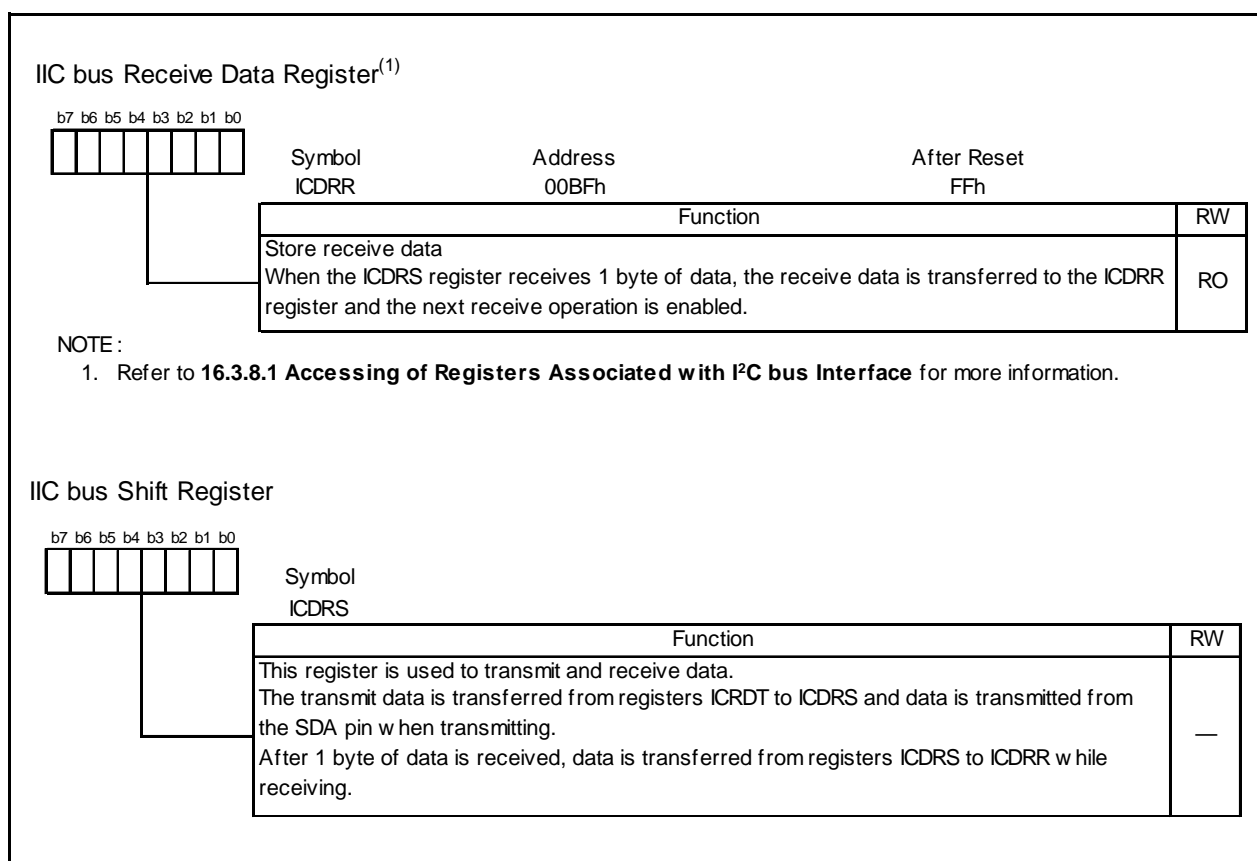 IIC bus Receive Data Register(1)
b7 b6 b5 b4 b3 b2 b1 b0
Symbol Address After Reset
ICDRR 00BFh FFh
Function RW
Store receive data
When the ICDRS register receives 1 byte of data, the receive data is transferred to the ICDRR
register and the next receive operation is enabled.
RO
NOTE :
1. Refer to 16.3.8.1 Accessing of Registers Associated with I²C bus Interface for more information.
IIC bus Shift Register
b7 b6 b5 b4 b3 b2 b1 b0
Symbol
ICDRS
Function RW
This register is used to transmit and receive data.
The transmit data is transferred from registers ICRDT to ICDRS and data is transmitted from
the SDA pin when transmitting.
After 1 byte of data is received, data is transferred from registers ICDRS to ICDRR while
receiving.
—